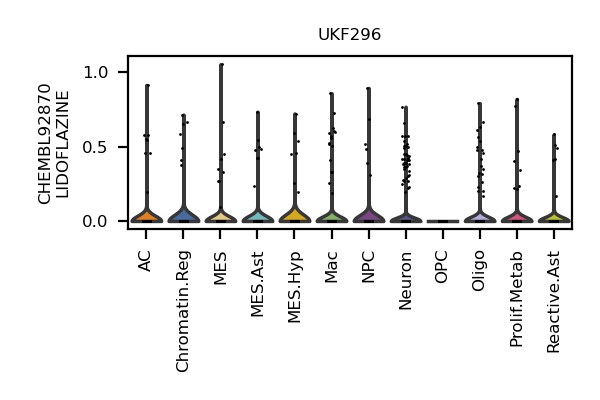 UKF296
CHEMBL92870
LIDOFLAZINE
1.0
0.5
0.0
AC
Chromatin.Reg
MES
MES.Ast
MES.Hyp
Mac
NPC
Neuron
OPC
Oligo
Prolif.Metab
Reactive.Ast